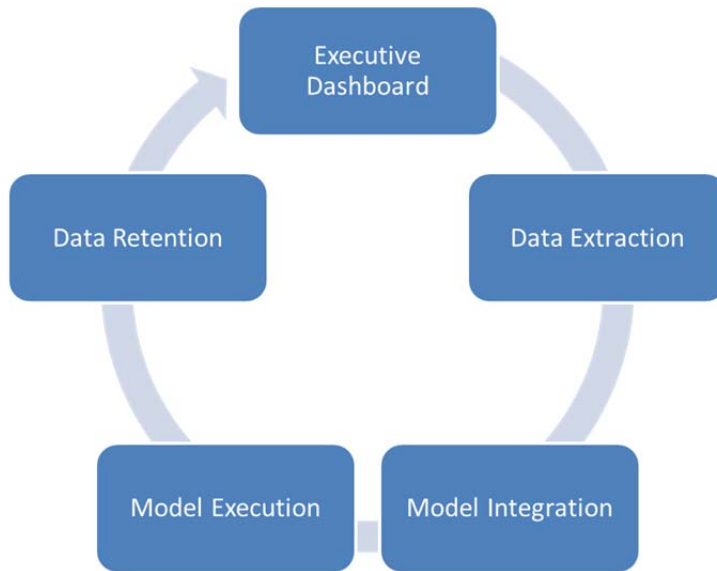 Executive
Dashboard
Data Retention
Data Extraction
Model Execution
Model Integration